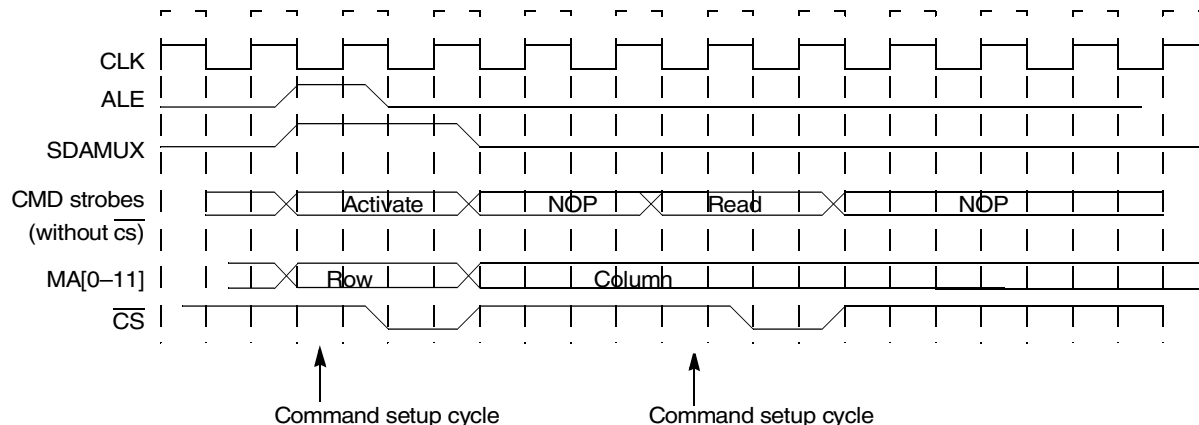 CLK
ALE
SDAMUX
CMD strobes Activate NOP Read NOP
(without cs)
MA[0–11] Row Column
CS
Command setup cycle Command setup cycle